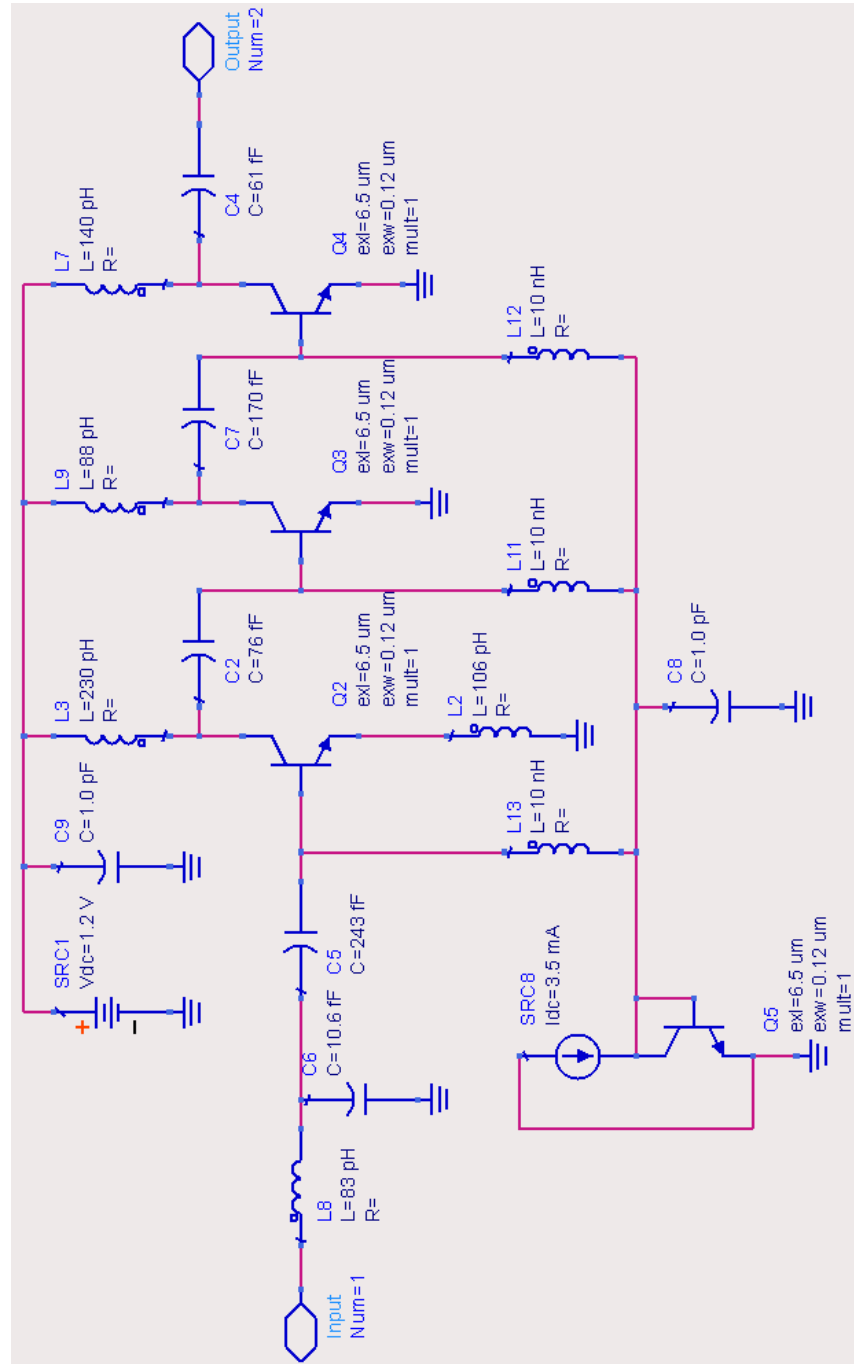 SRC1
Vdc=1.2 V
C9
C=1.0 pF
L3
L=230 pH
R=
L9
L=88 pH
R=
L7
L=140 pH
R=
C2
C=76 fF
C7
C=170 fF
C4
C=61 fF
Output
Num=2
Input
Num=1
L8
L=83 pH
R=
C6
C=10.6 fF
C5
C=243 fF
Q2
exl=6.5 um
exw=0.12 um
mult=1
Q3
exl=6.5 um
exw=0.12 um
mult=1
Q4
exl=6.5 um
exw=0.12 um
mult=1
L2
L=106 pH
R=
L13
L=10 nH
R=
L11
L=10 nH
R=
L12
L=10 nH
R=
SRC8
Idc=3.5 mA
Q5
exl=6.5 um
exw=0.12 um
mult=1
C8
C=1.0 pF